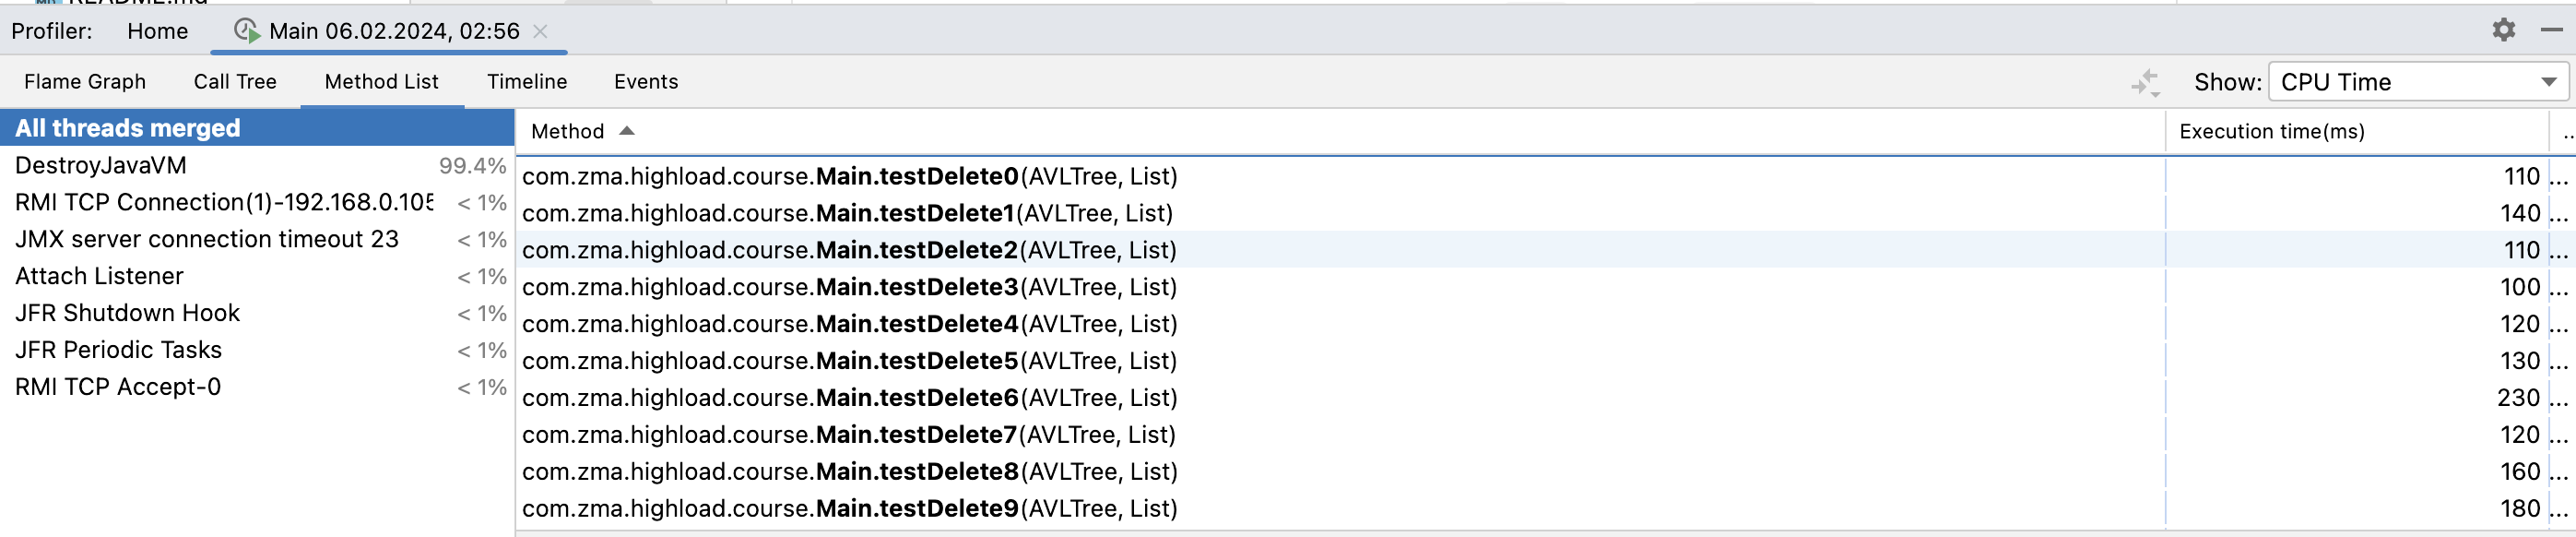 Profiler: Home Main 06.02.2024, 02:56
Flame Graph Call Tree Method List Timeline Events Show: CPU Time
All threads merged
DestroyJavaVM 99.4%
RMI TCP Connection(1)-192.168.0.105 < 1%
JMX server connection timeout 23 < 1%
Attach Listener < 1%
JFR Shutdown Hook < 1%
JFR Periodic Tasks < 1%
RMI TCP Accept-0 < 1%
Method Execution time(ms) ..
com.zma.highload.course.Main.testDelete0(AVLTree, List) 110 ...
com.zma.highload.course.Main.testDelete1(AVLTree, List) 140 ...
com.zma.highload.course.Main.testDelete2(AVLTree, List) 110 ...
com.zma.highload.course.Main.testDelete3(AVLTree, List) 100 ...
com.zma.highload.course.Main.testDelete4(AVLTree, List) 120 ...
com.zma.highload.course.Main.testDelete5(AVLTree, List) 130 ...
com.zma.highload.course.Main.testDelete6(AVLTree, List) 230 ...
com.zma.highload.course.Main.testDelete7(AVLTree, List) 120 ...
com.zma.highload.course.Main.testDelete8(AVLTree, List) 160 ...
com.zma.highload.course.Main.testDelete9(AVLTree, List) 180 ...